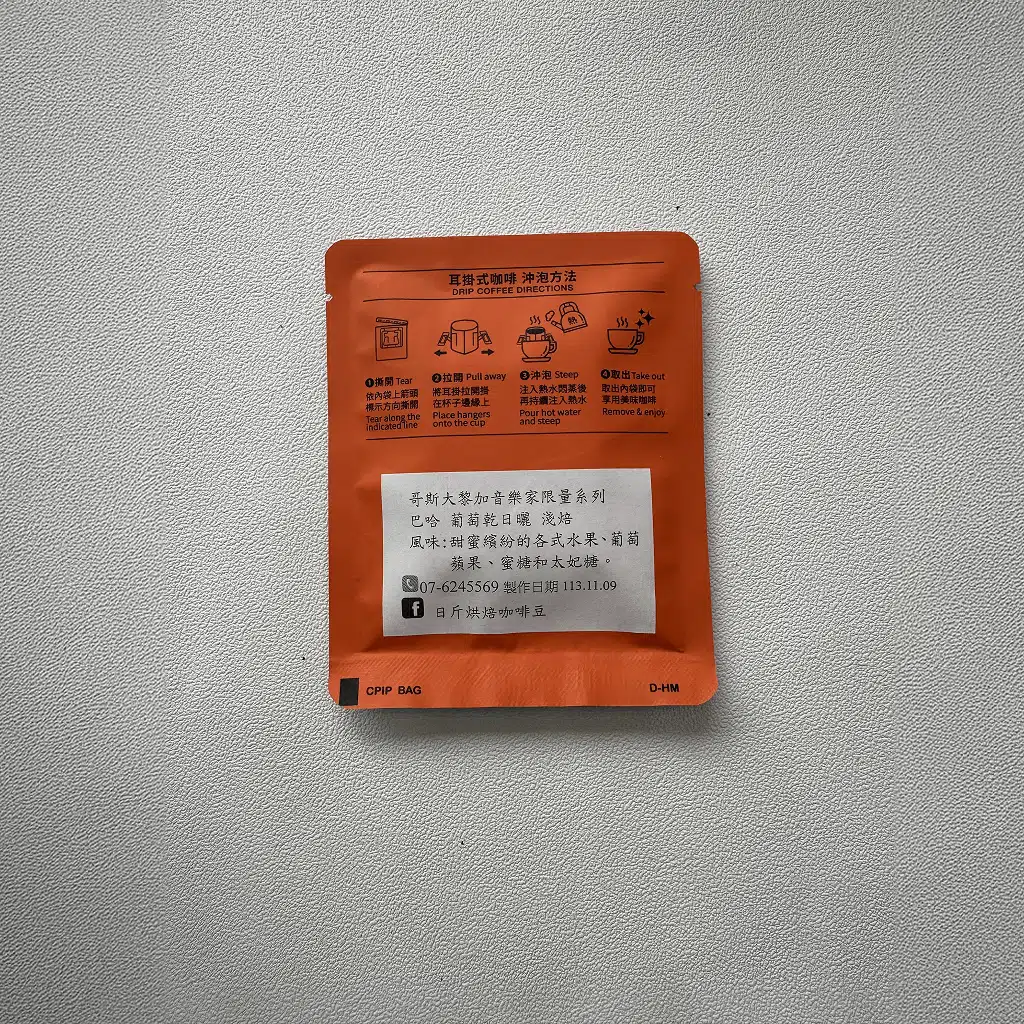 耳掛式咖啡 沖泡方法
DRIP COFFEE DIRECTIONS
熱
❶撕開 Tear
依內袋上箭頭
標示方向撕開
Tear along the
indicated line
❷拉開 Pull away
將耳掛拉開掛
在杯子邊緣上
Place hangers
onto the cup
❸沖泡 Steep
注入熱水悶蒸後
再持續注入熱水
Pour hot water
and steep
❹取出 Take out
取出內袋即可
享用美味咖啡
Remove & enjoy
哥斯大黎加音樂家限量系列
巴哈 葡萄乾日曬 淺焙
風味:甜蜜繽紛的各式水果、葡萄
蘋果、蜜糖和太妃糖。
07-6245569 製作日期 113.11.09
f 日斤烘焙咖啡豆
CPIP BAG
D-HM